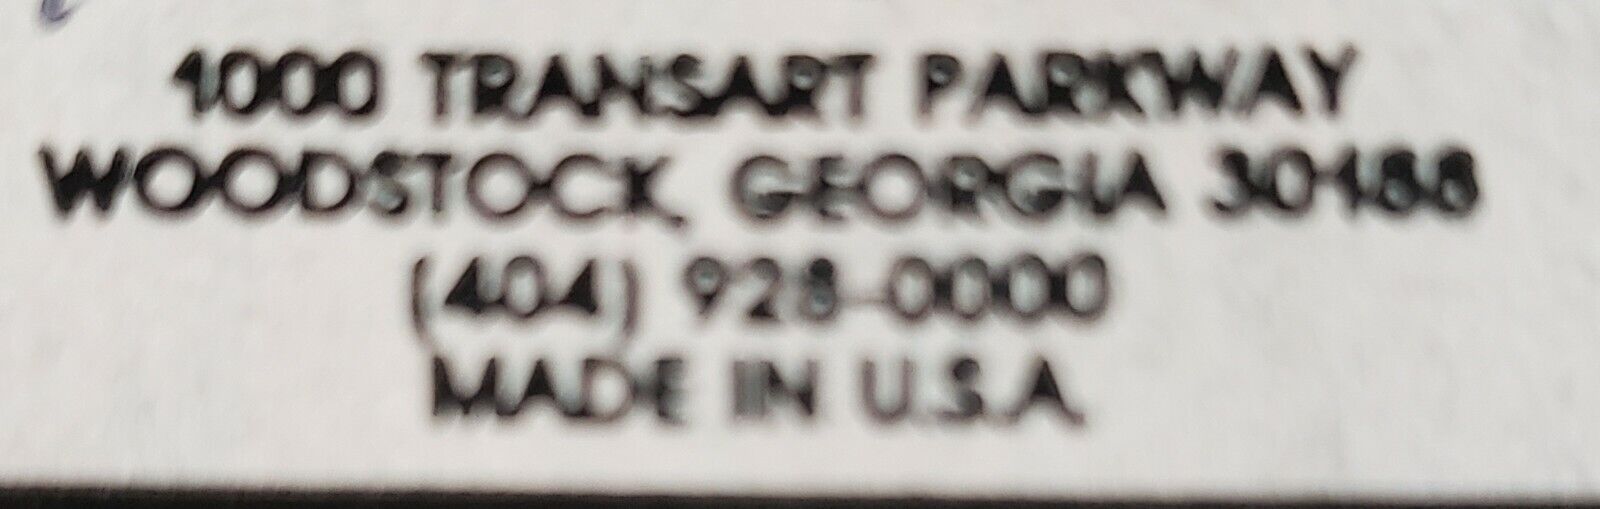 1000 TRANSART PARKWAY
WOODSTOCK, GEORGIA 30188
(404) 928-0000
MADE IN U.S.A.